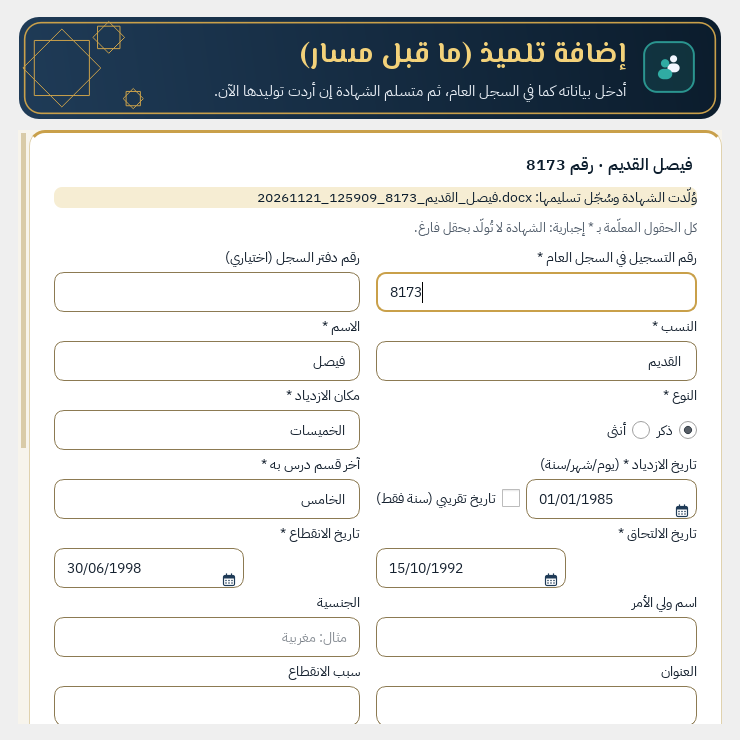 إضافة تلميذ (ما قبل مسار)
أدخل بياناته كما في السجل العام، ثم متسلم الشهادة إن أردت توليدها الآن.
فيصل القديم · رقم 8173
وُلّدت الشهادة وسُجّل تسليمها: فيصل_القديم_8173_125909_20261121.docx
كل الحقول المعلّمة بـ * إجبارية: الشهادة لا تُولّد بحقل فارغ.
رقم التسجيل في السجل العام *
رقم دفتر السجل (اختياري)
8173
النسب *
الاسم *
القديم
فيصل
النوع *
مكان الازدياد *
ذكر
أنثى
الخميسات
تاريخ الازدياد * (يوم/شهر/سنة)
آخر قسم درس به *
01/01/1985
تاريخ تقريبي (سنة فقط)
الخامس
تاريخ الالتحاق *
تاريخ الانقطاع *
15/10/1992
30/06/1998
اسم ولي الأمر
الجنسية
مثال: مغربية
العنوان
سبب الانقطاع